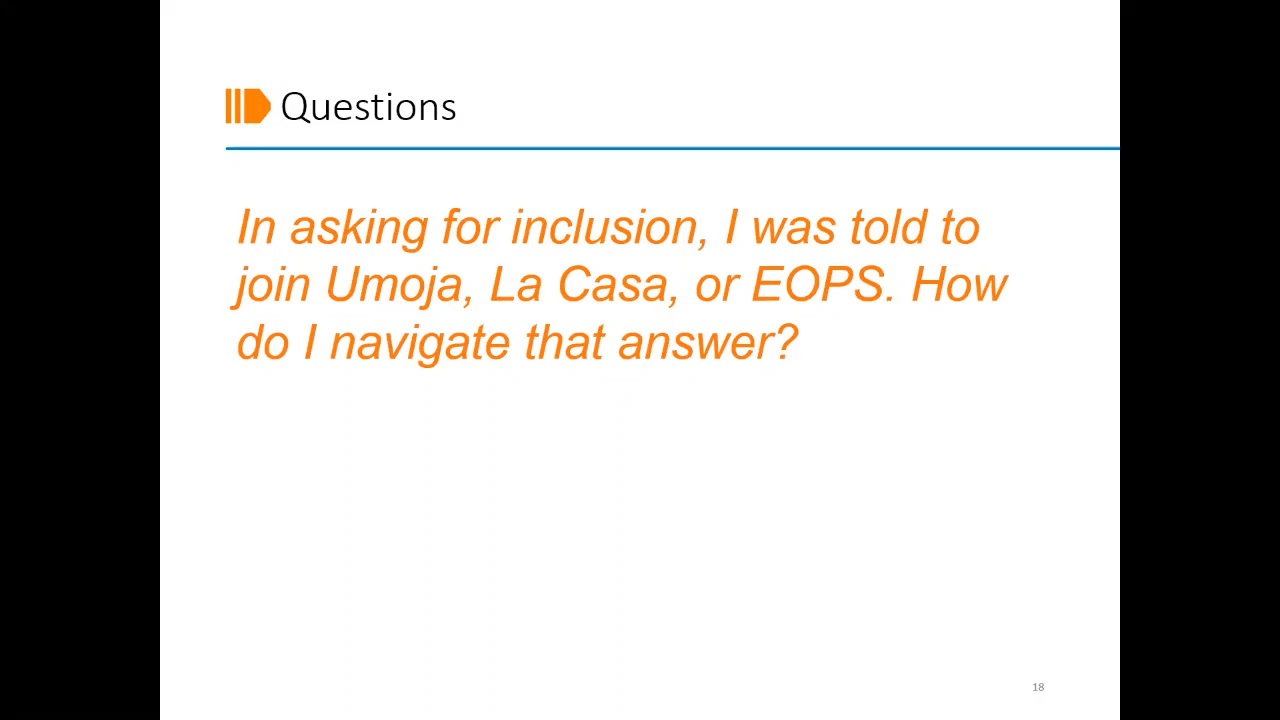 Questions
In asking for inclusion, I was told to
join Umoja, La Casa, or EOPS. How
do I navigate that answer?
18